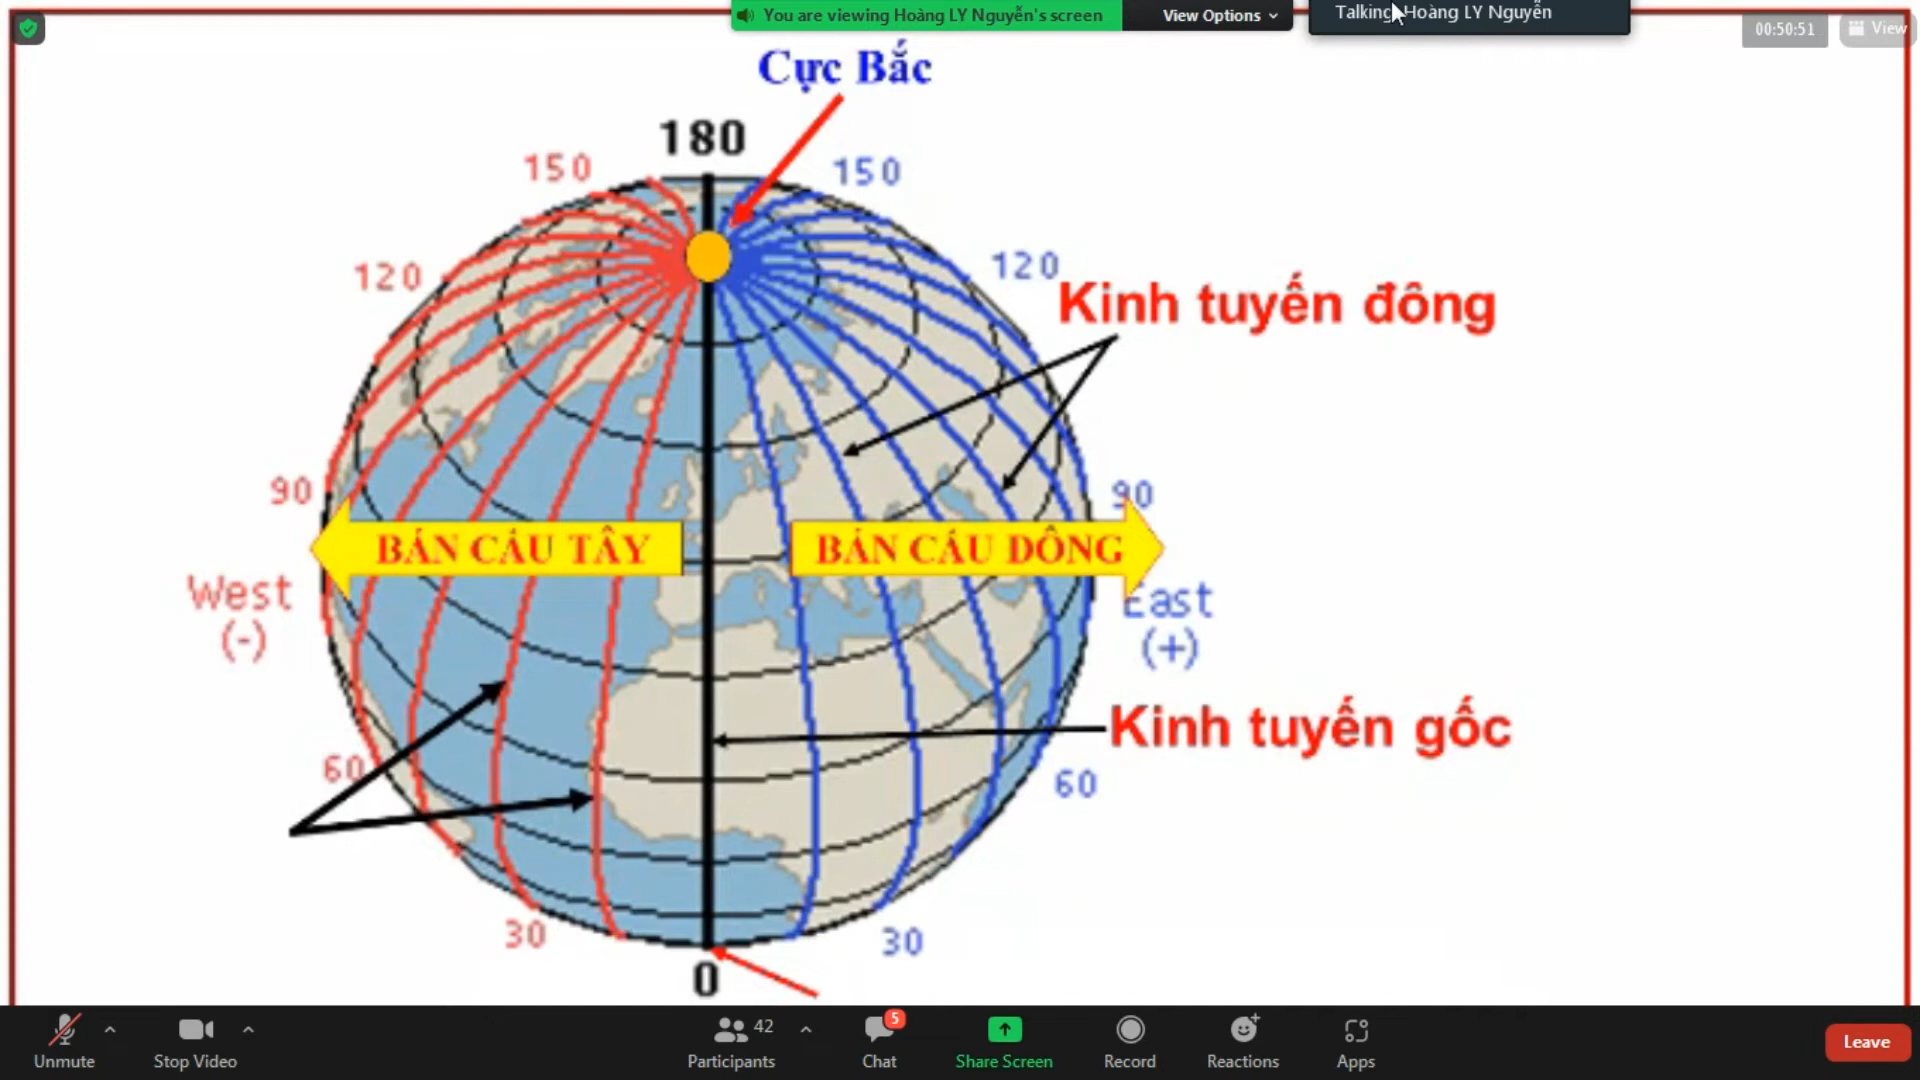 You are viewing Hoàng LY Nguyễn's screen
View Options
Talking: Hoàng LY Nguyễn
00:50:51
View
Cực Bắc
180
150
150
120
120
Kinh tuyến đông
90
90
BÁN CẦU TÂY
BÁN CẦU ĐÔNG
West
(-)
East
(+)
Kinh tuyến gốc
60
60
30
30
0
Unmute
Stop Video
42
Participants
5
Chat
Share Screen
Record
Reactions
Apps
Leave